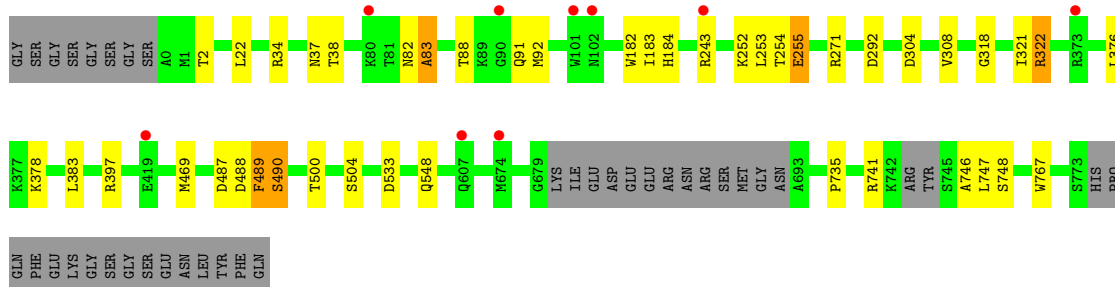 GLY SER GLY SER GLY GLY SER A0 M1 T2 L22 R34 N37 T38 K80 T81 N82 A83 T88 K89 G90 Q91 M92 W101 N102 W182 I183 H184 R243 K252 L253 T254 E255 R271 D292 D304 V308 G318 I321 R322 R373
K377 K378 L383 R397 E419 M469 D487 D488 F489 S490 T500 S504 D533 Q548 Q607 M674 G679 LYS ILE GLU ASP GLU GLU ARG ASN ARG SER MET GLY ASN A693 P735 R741 K742 ARG TYR S745 A746 L747 S748 W767 S773 HIS
GLN PHE GLU LYS GLY SER GLY SER GLU ASN LEU TYR PHE GLN